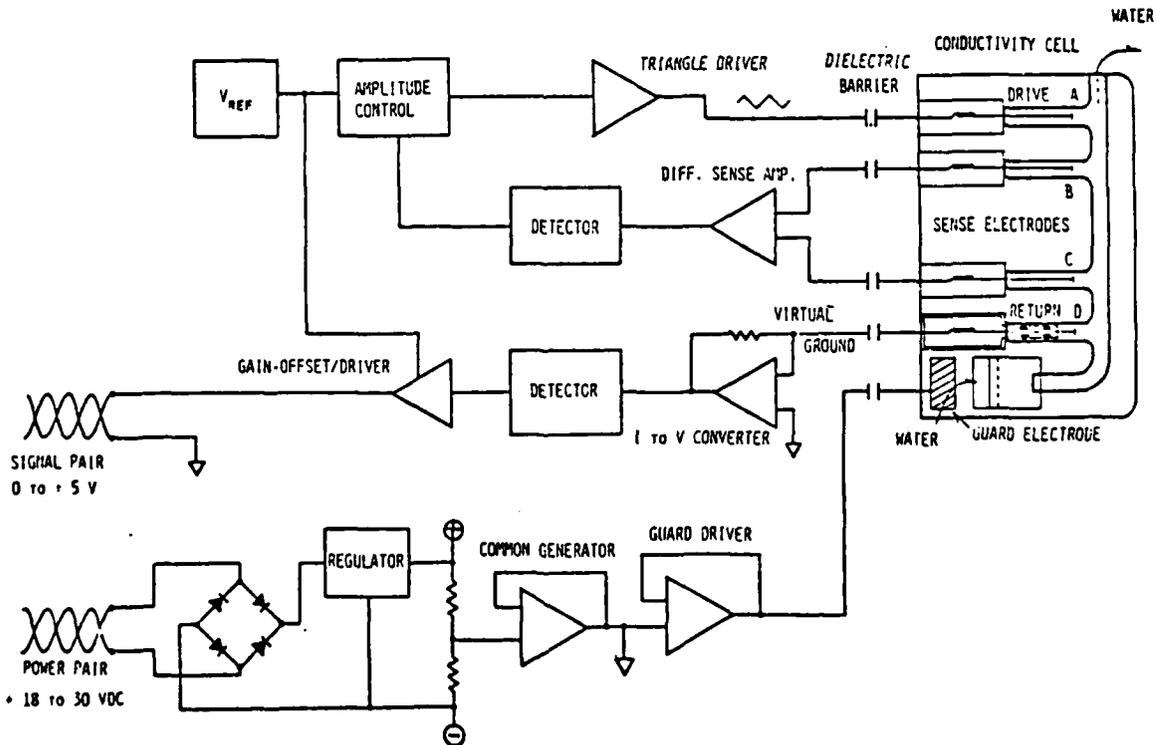 WATER
CONDUCTIVITY CELL
TRIANGLE DRIVER
DIELECTRIC
BARRIER
VREF
AMPLITUDE
CONTROL
DRIVE A
DIFF. SENSE AMP.
B
DETECTOR
SENSE ELECTRODES
C
VIRTUAL
GROUND
RETURN D
GAIN-OFFSET/DRIVER
DETECTOR
I TO V CONVERTER
WATER
GUARD ELECTRODE
SIGNAL PAIR
0 to + 5 V
REGULATOR
+
COMMON GENERATOR
GUARD DRIVER
POWER PAIR
+ 18 to 30 VDC
−